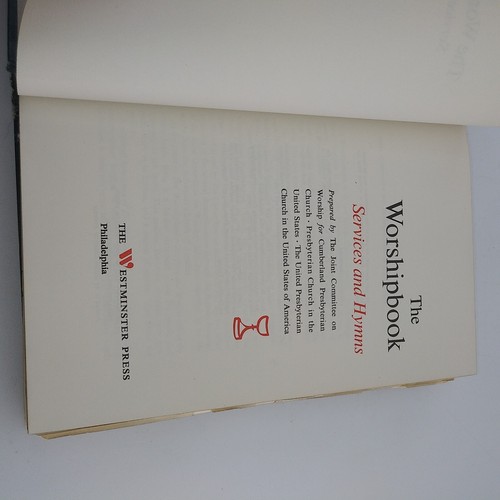 The
Worshipbook
Services and Hymns
Prepared by The Joint Committee on
Worship for Cumberland Presbyterian
Church · Presbyterian Church in the
United States · The United Presbyterian
Church in the United States of America
THE WESTMINSTER PRESS
Philadelphia